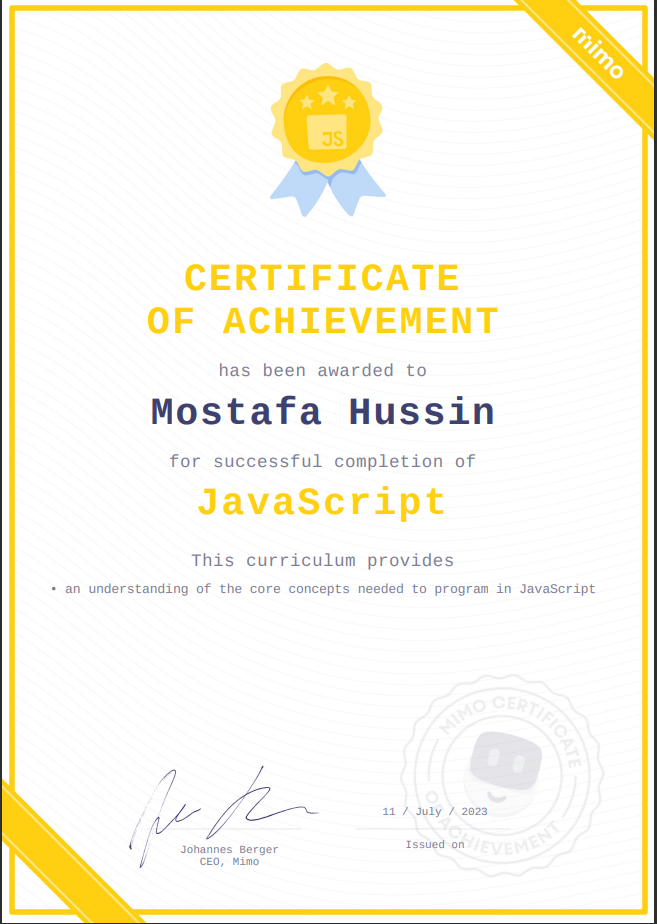 mimo
JS
CERTIFICATE
OF ACHIEVEMENT
has been awarded to
Mostafa Hussin
for successful completion of
JavaScript
This curriculum provides
• an understanding of the core concepts needed to program in JavaScript
MIMO CERTIFICATE
OF ACHIEVEMENT
11 / July / 2023
Issued on
Johannes Berger
CEO, Mimo